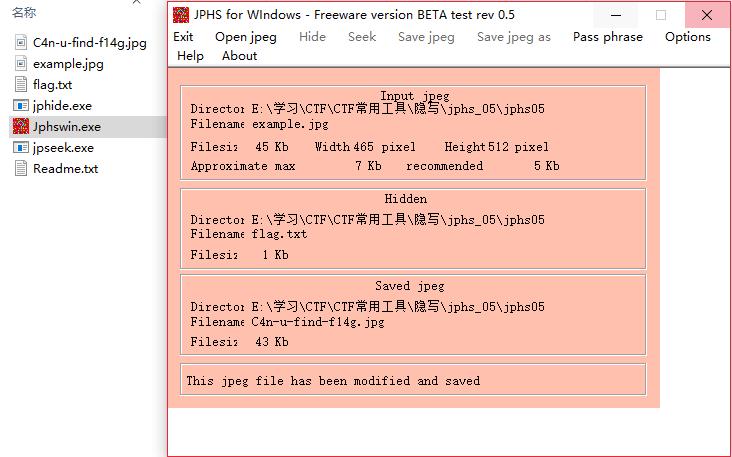 名称
C4n-u-find-f14g.jpg
example.jpg
flag.txt
jphide.exe
Jphswin.exe
jpseek.exe
Readme.txt
JPHS for WIndows - Freeware version BETA test rev 0.5
Exit Open jpeg Hide Seek Save jpeg Save jpeg as Pass phrase Options
Help About
Input jpeg
Director E:\学习\CTF\CTF常用工具\隐写\jphs_05\jphs05
Filename example.jpg
Filesiz 45 Kb Width 465 pixel Height 512 pixel
Approximate max 7 Kb recommended 5 Kb
Hidden
Director E:\学习\CTF\CTF常用工具\隐写\jphs_05\jphs05
Filename flag.txt
Filesiz 1 Kb
Saved jpeg
Director E:\学习\CTF\CTF常用工具\隐写\jphs_05\jphs05
Filename C4n-u-find-f14g.jpg
Filesiz 43 Kb
This jpeg file has been modified and saved